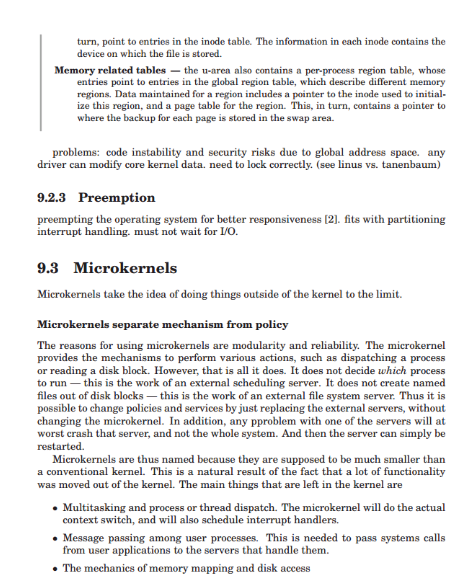 turn, point to entries in the inode table. The information in each inode contains the
device on which the file is stored.
Memory related tables — the u-area also contains a per-process region table, whose
entries point to entries in the global region table, which describe different memory
regions. Data maintained for a region includes a pointer to the inode used to initial-
ize this region, and a page table for the region. This, in turn, contains a pointer to
where the backup for each page is stored in the swap area.
problems: code instability and security risks due to global address space. any
driver can modify core kernel data. need to lock correctly. (see linus vs. tanenbaum)
9.2.3 Preemption
preempting the operating system for better responsiveness [2]. fits with partitioning
interrupt handling. must not wait for I/O.
9.3 Microkernels
Microkernels take the idea of doing things outside of the kernel to the limit.
Microkernels separate mechanism from policy
The reasons for using microkernels are modularity and reliability. The microkernel
provides the mechanisms to perform various actions, such as dispatching a process
or reading a disk block. However, that is all it does. It does not decide which process
to run — this is the work of an external scheduling server. It does not create named
files out of disk blocks — this is the work of an external file system server. Thus it is
possible to change policies and services by just replacing the external servers, without
changing the microkernel. In addition, any pproblem with one of the servers will at
worst crash that server, and not the whole system. And then the server can simply be
restarted.
Microkernels are thus named because they are supposed to be much smaller than
a conventional kernel. This is a natural result of the fact that a lot of functionality
was moved out of the kernel. The main things that are left in the kernel are
• Multitasking and process or thread dispatch. The microkernel will do the actual
context switch, and will also schedule interrupt handlers.
• Message passing among user processes. This is needed to pass systems calls
from user applications to the servers that handle them.
• The mechanics of memory mapping and disk access